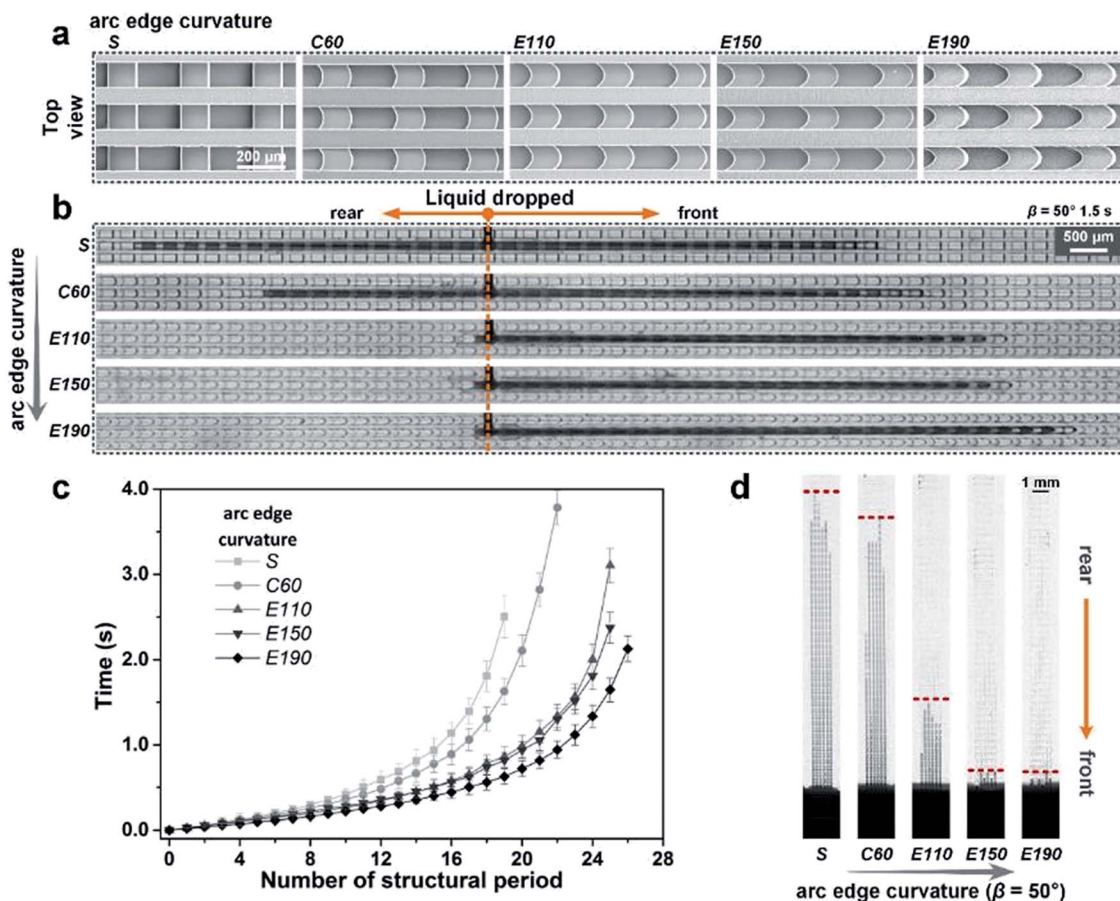 arc edge curvature
a
S C60 E110 E150 E190
Top view
200 µm
b
Liquid dropped
rear front
β = 50° 1.5 s
500 µm
arc edge curvature
S
C60
E110
E150
E190
c
4.0
3.0
2.0
1.0
0.0
Time (s)
arc edge
curvature
S
C60
E110
E150
E190
0 4 8 12 16 20 24 28
Number of structural period
d
1 mm
rear
front
S C60 E110 E150 E190
arc edge curvature (β = 50°)